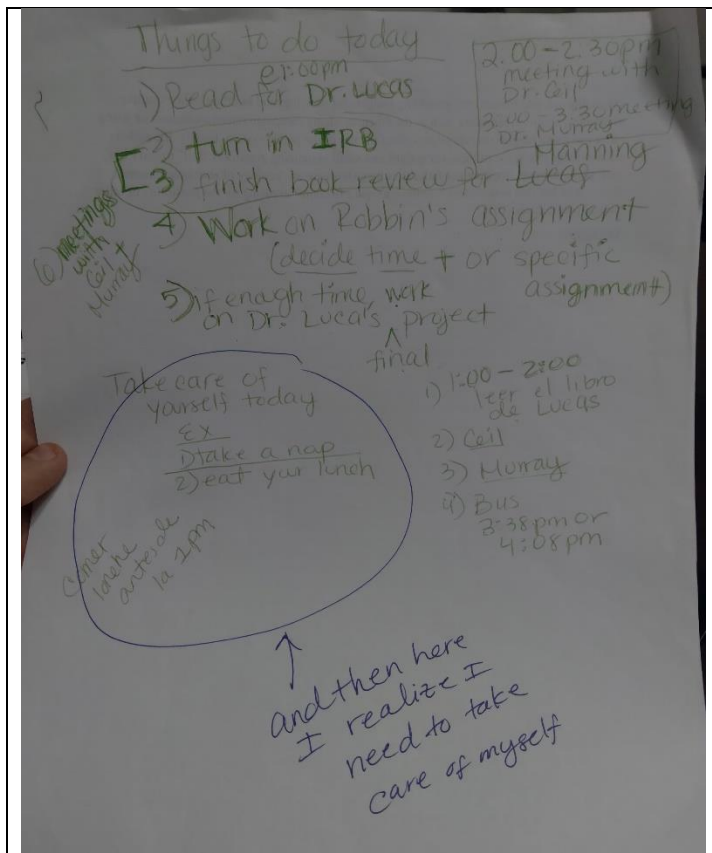 Things to do today
@ 1:00pm
1) Read for Dr. Lucas
2) turn in IRB
Manning
3) finish book review for Lucas
4) Work on Robbin's assignment
(decide time + or specific
assignment)
5) if enough time, work
on Dr. Lucas's project
final
6) meetings
with
Ceil +
Murray
2:00-2:30pm
meeting with
Dr. Ceil
3:00-3:30 meeting
Dr. Murray
Take care of
yourself today
Ex
1) take a nap
2) eat your lunch
Comer
lonche
antes de
la 1pm
1) 1:00-2:00
leer el libro
de Lucas
2) Ceil
3) Murray
4) Bus
3:38pm or
4:08pm
and then here
I realize I
need to take
care of myself